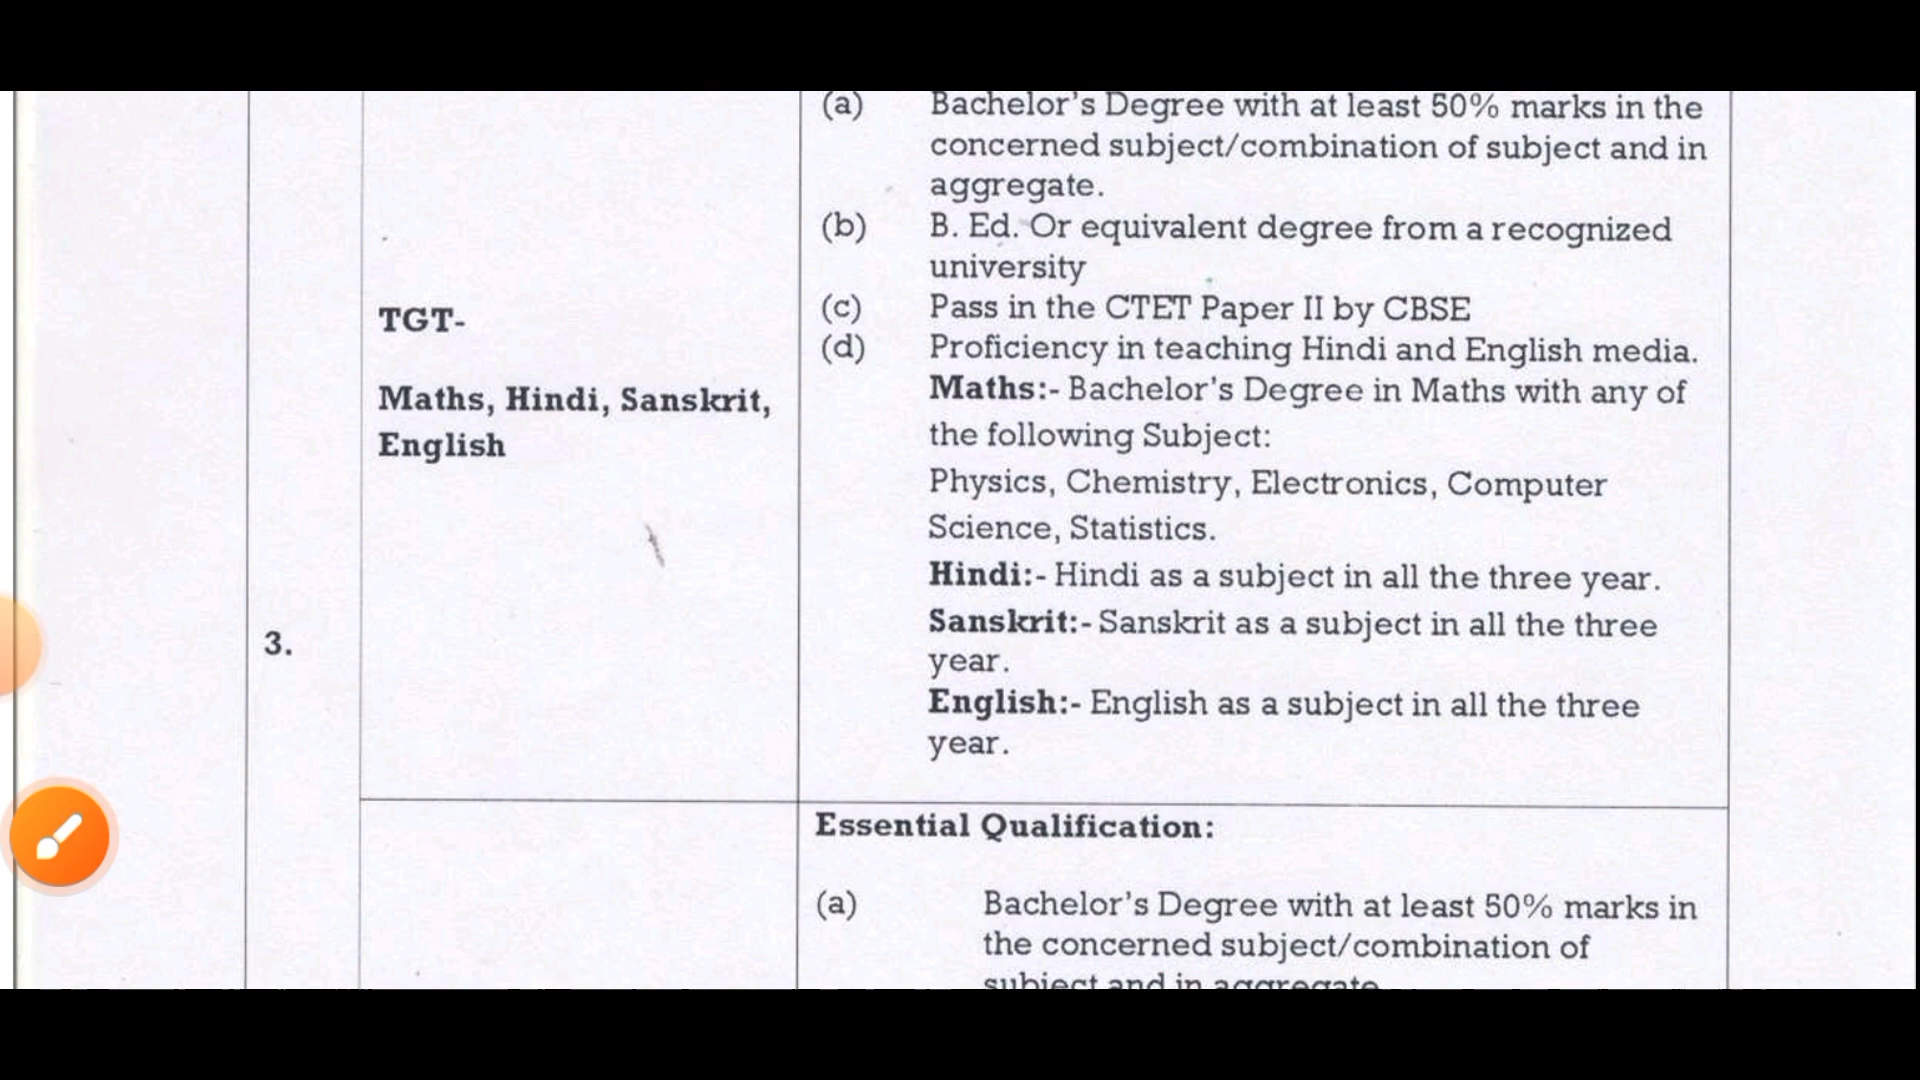 (a) Bachelor's Degree with at least 50% marks in the
concerned subject/combination of subject and in
aggregate.
(b) B. Ed. Or equivalent degree from a recognized
university
(c) Pass in the CTET Paper II by CBSE
TGT-
(d) Proficiency in teaching Hindi and English media.
Maths, Hindi, Sanskrit,
English
Maths:- Bachelor's Degree in Maths with any of
the following Subject:
Physics, Chemistry, Electronics, Computer
Science, Statistics.
Hindi:- Hindi as a subject in all the three year.
3.
Sanskrit:- Sanskrit as a subject in all the three
year.
English:- English as a subject in all the three
year.
Essential Qualification:
(a) Bachelor's Degree with at least 50% marks in
the concerned subject/combination of
subject and in aggregate